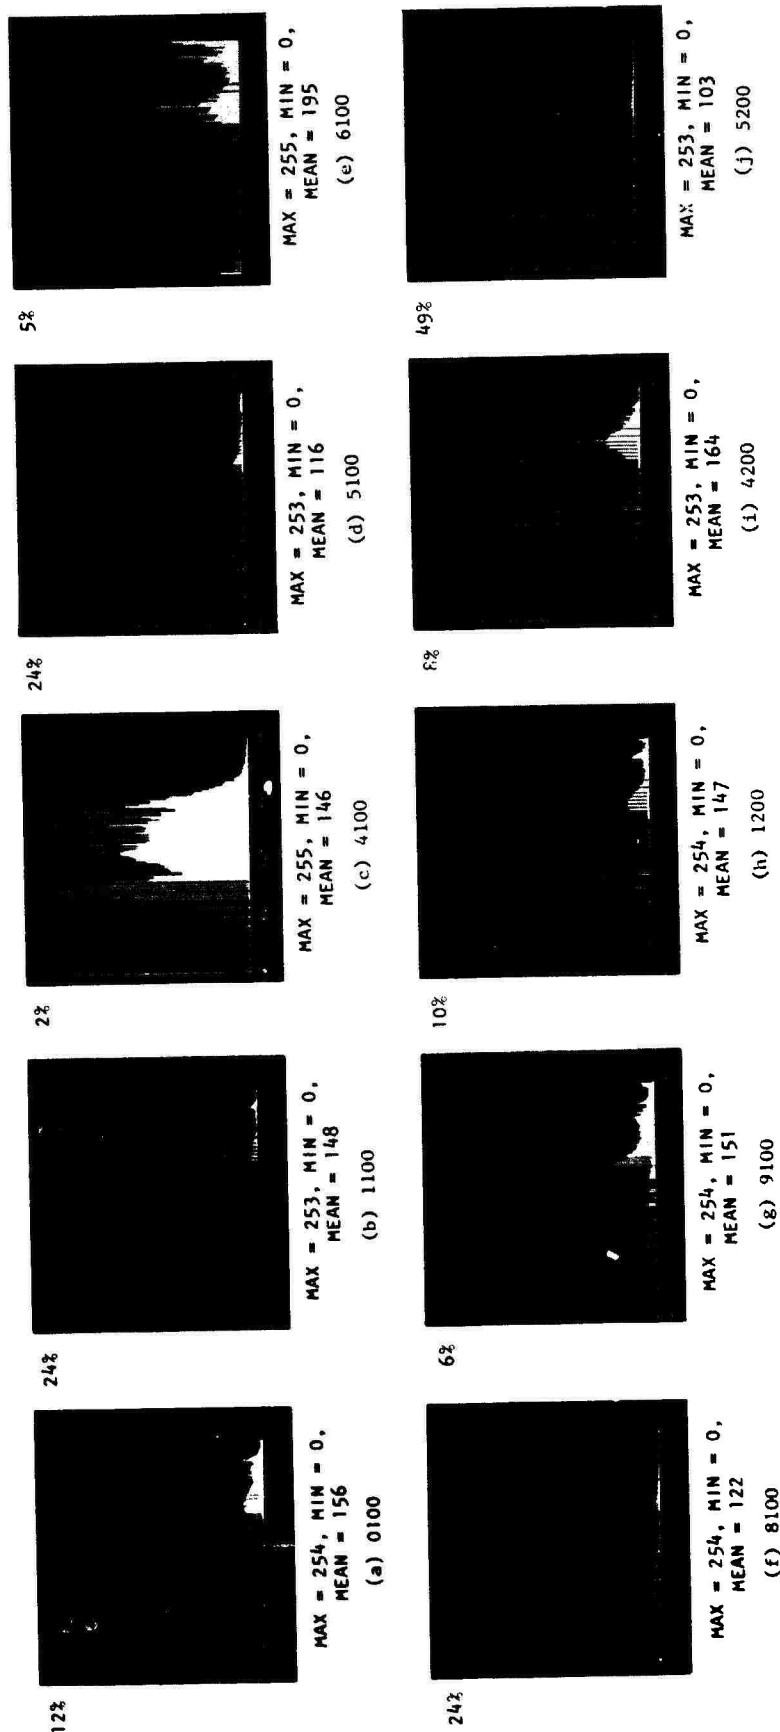 12%
MAX = 254, MIN = 0,
MEAN = 156
(a) 0100
24%
MAX = 253, MIN = 0,
MEAN = 148
(b) 1100
2%
MAX = 255, MIN = 0,
MEAN = 146
(c) 4100
24%
MAX = 253, MIN = 0,
MEAN = 116
(d) 5100
5%
MAX = 255, MIN = 0,
MEAN = 195
(e) 6100
24%
MAX = 254, MIN = 0,
MEAN = 122
(f) 8100
6%
MAX = 254, MIN = 0,
MEAN = 151
(g) 9100
10%
MAX = 254, MIN = 0,
MEAN = 147
(h) 1200
8%
MAX = 253, MIN = 0,
MEAN = 164
(i) 4200
49%
MAX = 253, MIN = 0,
MEAN = 103
(j) 5200